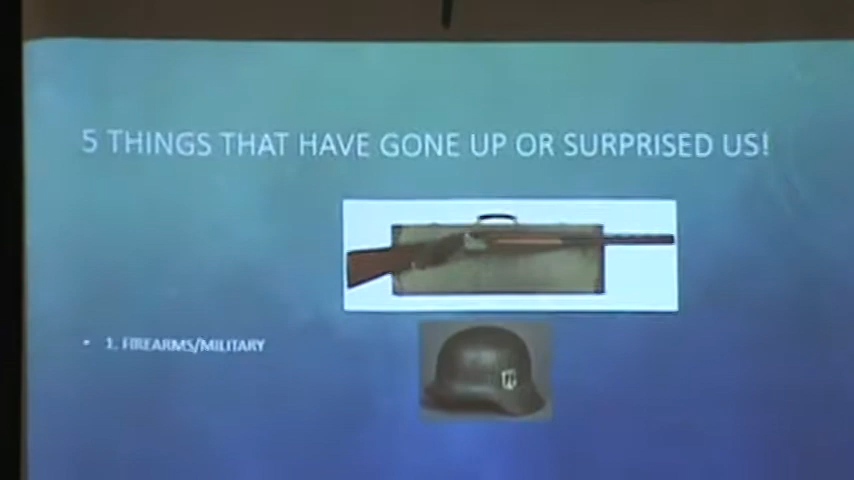 5 THINGS THAT HAVE GONE UP OR SURPRISED US!
• 1. FIREARMS/MILITARY